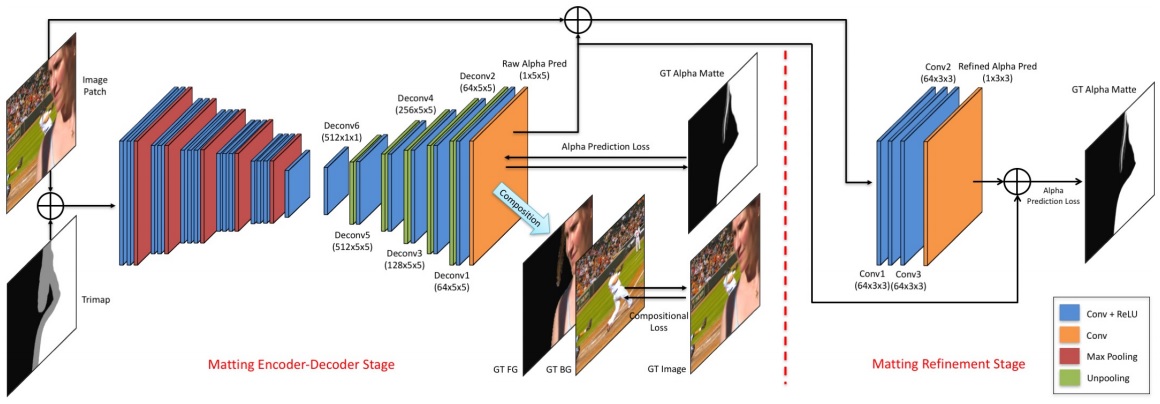 Image
Patch
Trimap
Deconv6
(512x1x1)
Deconv5
(512x5x5)
Deconv4
(256x5x5)
Deconv3
(128x5x5)
Deconv2
(64x5x5)
Deconv1
(64x5x5)
Raw Alpha Pred
(1x5x5)
Composition
Alpha Prediction Loss
GT Alpha Matte
GT FG
GT BG
Compositional
Loss
GT Image
Matting Encoder-Decoder Stage
Conv2
(64x3x3)
Refined Alpha Pred
(1x3x3)
Conv1
(64x3x3)
Conv3
(64x3x3)
Alpha
Prediction Loss
GT Alpha Matte
Matting Refinement Stage
Conv + ReLU
Conv
Max Pooling
Unpooling